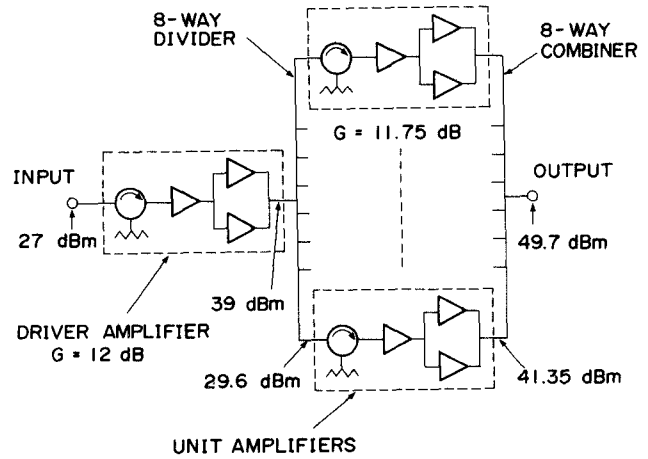 8-WAY
DIVIDER
8-WAY
COMBINER
G = 11.75 dB
INPUT
OUTPUT
27 dBm
49.7 dBm
39 dBm
DRIVER AMPLIFIER
G = 12 dB
29.6 dBm
41.35 dBm
UNIT AMPLIFIERS